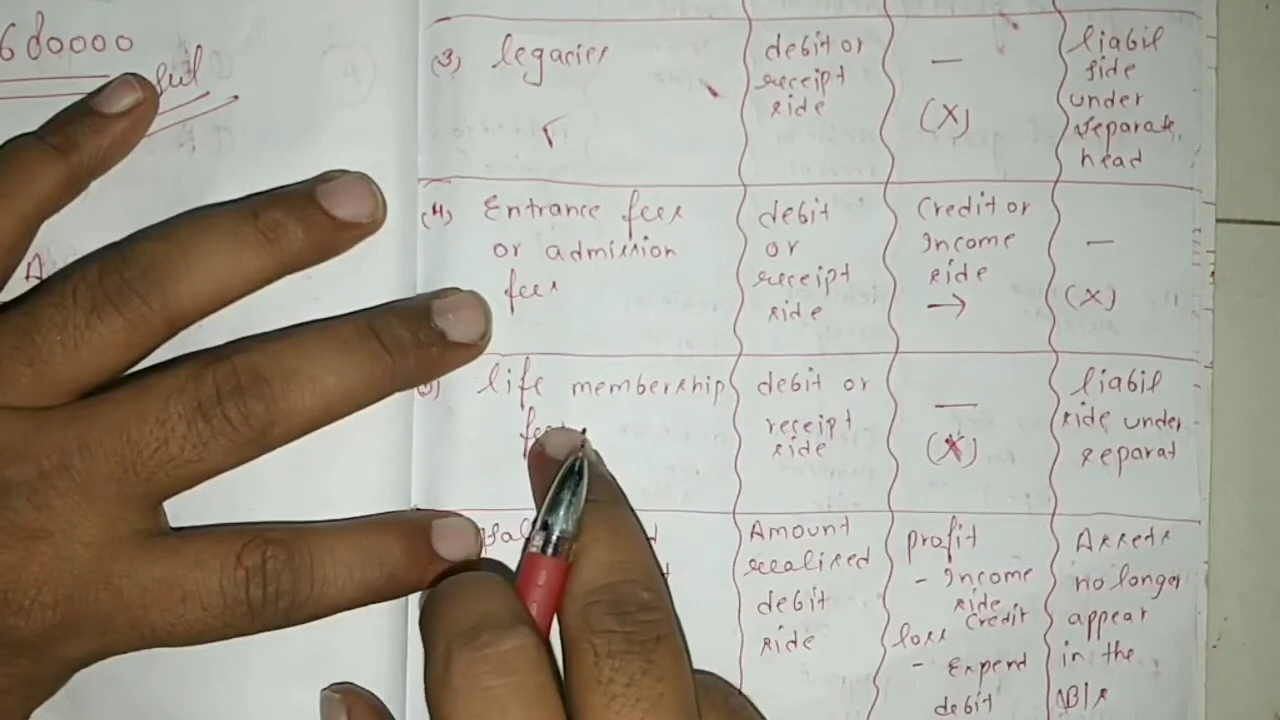 680000
(3) legacies
debit or
receipt
side
—
(X)
liabil
side
under
separate
head
(4) Entrance fees
or admission
fees
debit
or
receipt
side
Credit or
Income
side
→
—
(X)
life membership
debit or
receipt
side
—
(X)
liabil
side under
separat
Amount
realised
debit
side
profit
- Income
side
Credit
loss
- Expend
debit
Assets
no longer
appear
in the
B/s